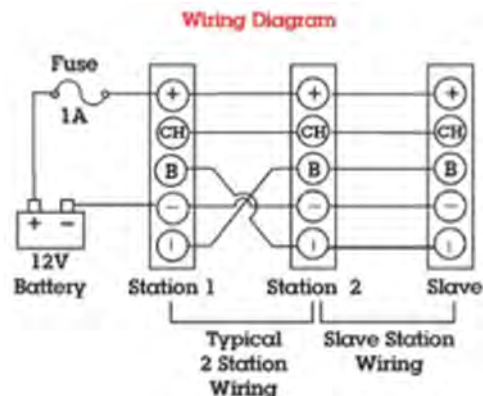 Wiring Diagram
Fuse
1A
+ + +
CH CH CH
B B B
− − −
+ −
12V
Battery
Station 1 Station 2 Slave
Typical
2 Station
Wiring
Slave Station
Wiring